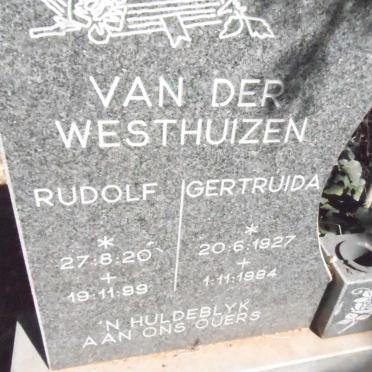 VAN DER
WESTHUIZEN
RUDOLF GERTRUIDA
* *
27:8:20 20:6:1927
+ +
19:11:99 1:11:1984
'N HULDEBLYK
AAN ONS OUERS